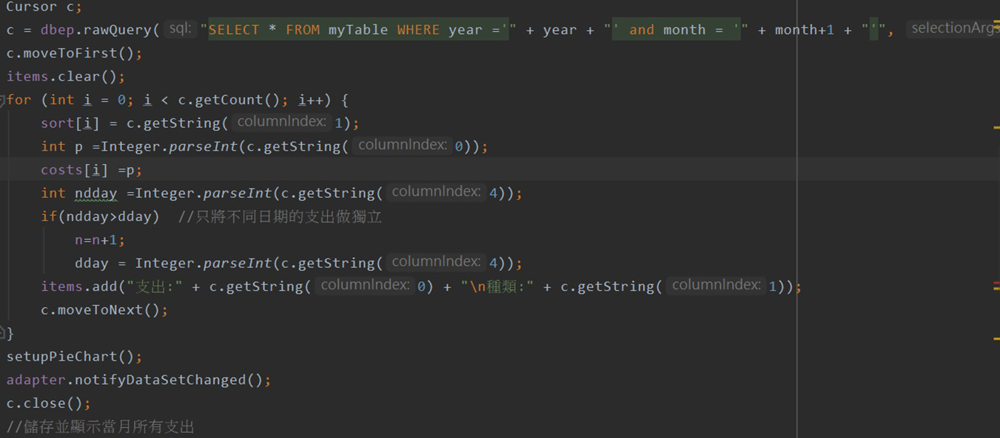 Cursor c;
c = dbep.rawQuery( sql: "SELECT * FROM myTable WHERE year ='" + year + "' and month = '" + month+1 + "'", selectionArgs
c.moveToFirst();
items.clear();
for (int i = 0; i < c.getCount(); i++) {
    sort[i] = c.getString( columnIndex: 1);
    int p =Integer.parseInt(c.getString( columnIndex: 0));
    costs[i] =p;
    int ndday =Integer.parseInt(c.getString( columnIndex: 4));
    if(ndday>dday)  //只將不同日期的支出做獨立
        n=n+1;
        dday = Integer.parseInt(c.getString( columnIndex: 4));
    items.add("支出:" + c.getString( columnIndex: 0) + "\n種類:" + c.getString( columnIndex: 1));
    c.moveToNext();
}
setupPieChart();
adapter.notifyDataSetChanged();
c.close();
//儲存並顯示當月所有支出